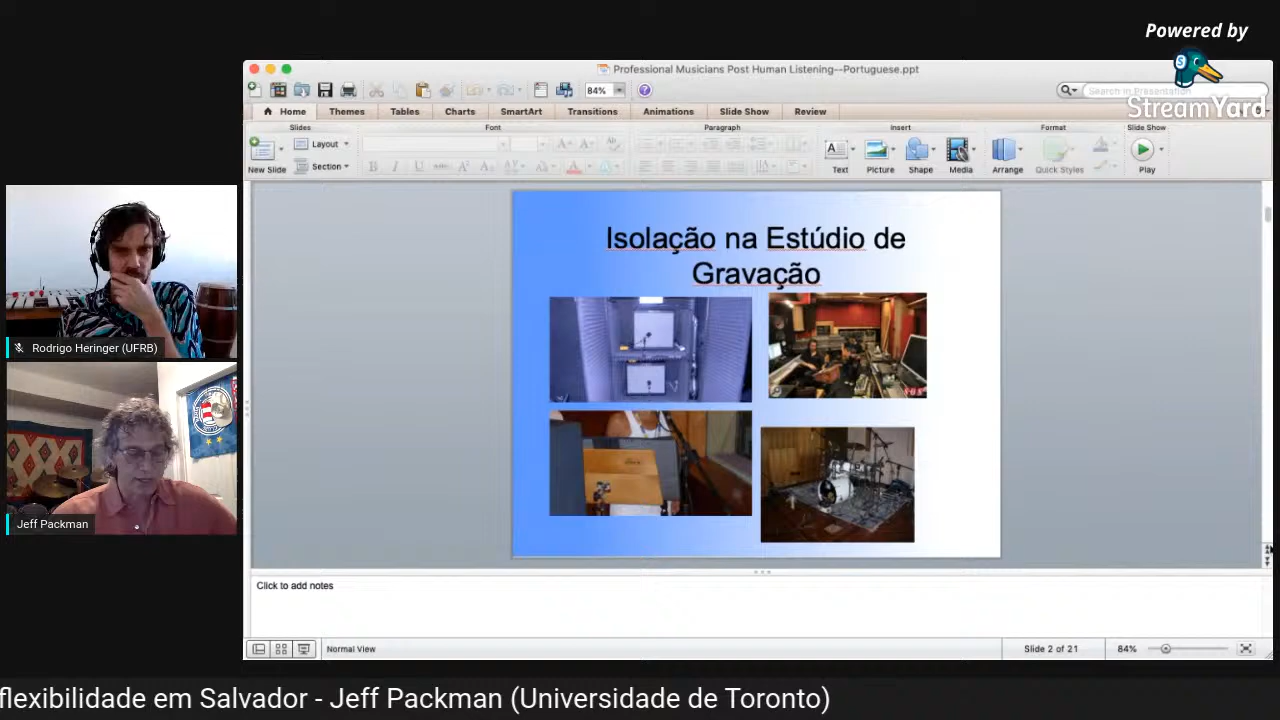 Powered by
StreamYard
Professional Musicians Post Human Listening--Portuguese.ppt
84%
Search in Presentation
Home Themes Tables Charts SmartArt Transitions Animations Slide Show Review
Slides Font Paragraph Insert Format Slide Show
New Slide Layout Section Text Picture Shape Media Arrange Quick Styles Play
Isolação na Estúdio de
Gravação
Rodrigo Heringer (UFRB)
Jeff Packman
Click to add notes
Normal View Slide 2 of 21 84%
flexibilidade em Salvador - Jeff Packman (Universidade de Toronto)